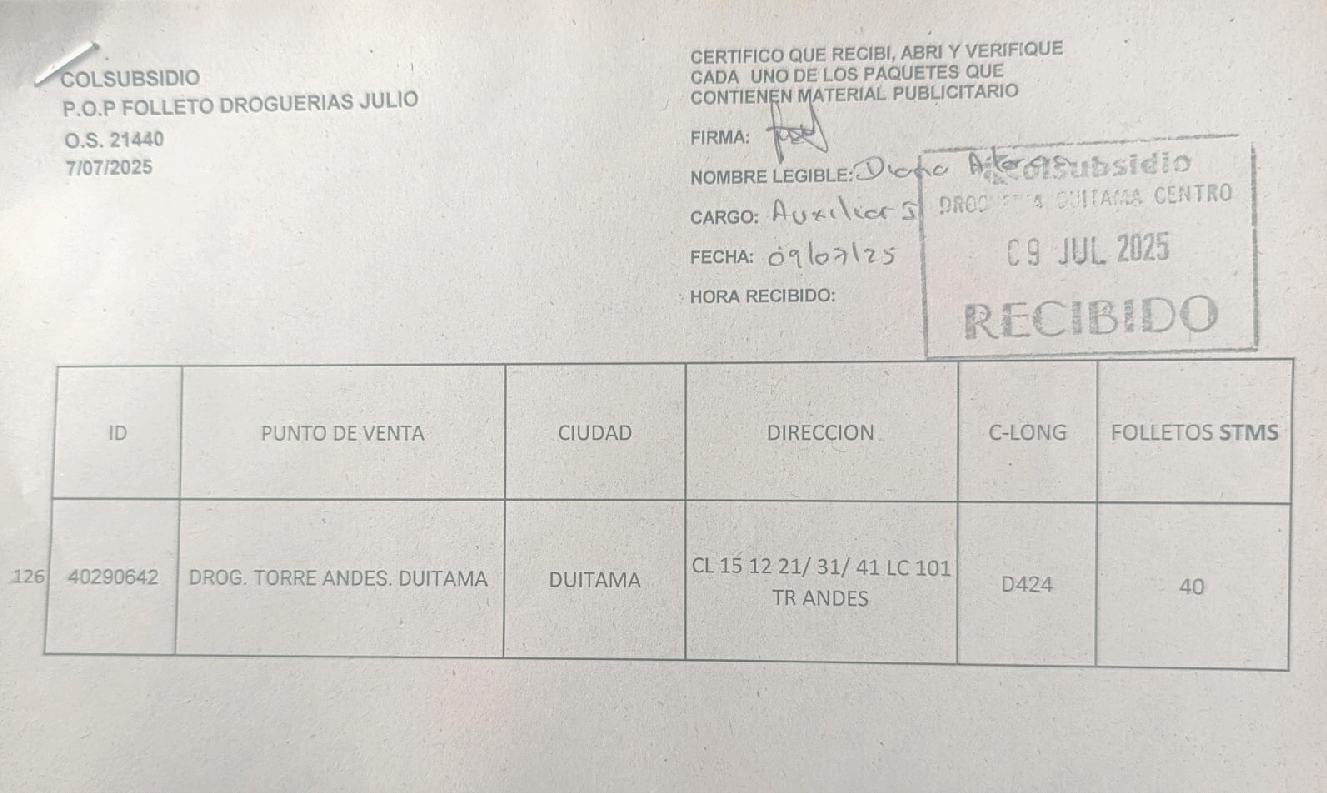 COLSUBSIDIO
P.O.P FOLLETO DROGUERIAS JULIO
O.S. 21440
7/07/2025
CERTIFICO QUE RECIBI, ABRI Y VERIFIQUE
CADA UNO DE LOS PAQUETES QUE
CONTIENEN MATERIAL PUBLICITARIO
FIRMA:
NOMBRE LEGIBLE: Diana
CARGO: Auxiliar I
FECHA: 09/07/25
HORA RECIBIDO:
Colsubsidio
DUITAMA CENTRO
09 JUL 2025
RECIBIDO
ID PUNTO DE VENTA CIUDAD DIRECCION C-LONG FOLLETOS STMS
126 40290642 DROG. TORRE ANDES. DUITAMA DUITAMA CL 15 12 21/ 31/ 41 LC 101 D424 40
TR ANDES